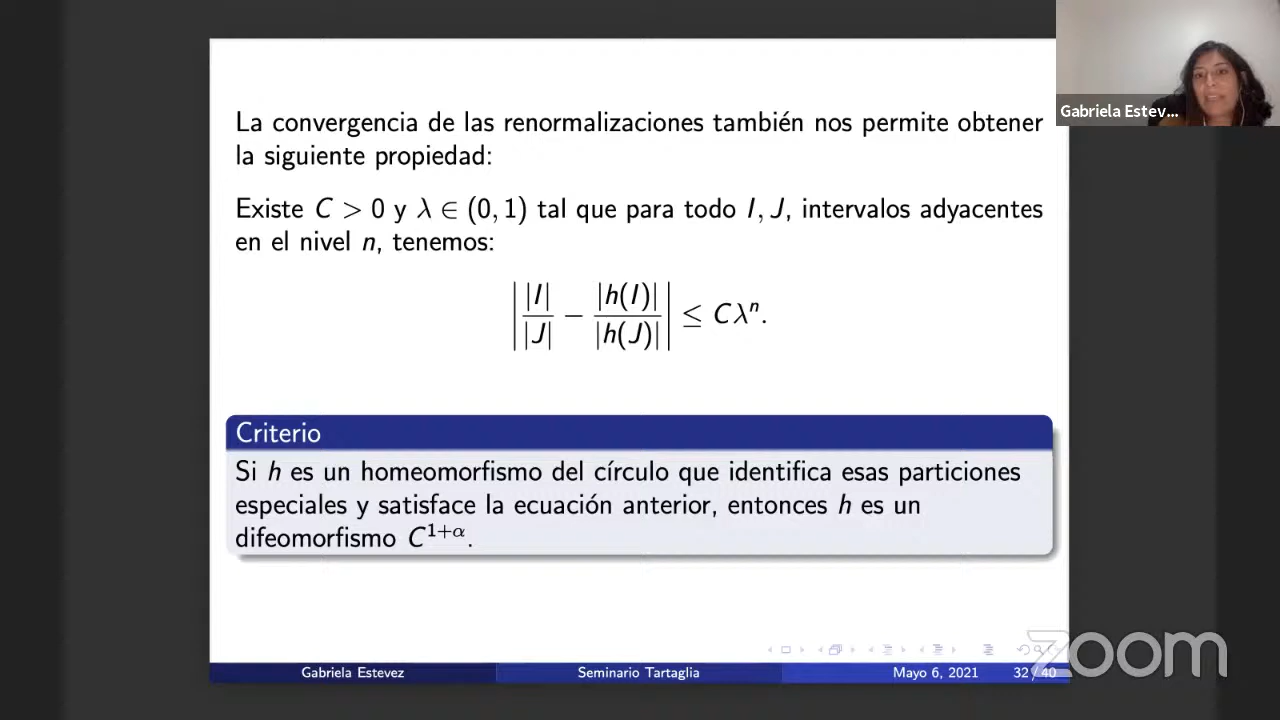 La convergencia de las renormalizaciones también nos permite obtener
la siguiente propiedad:
Existe C > 0 y λ ∈ (0, 1) tal que para todo I, J, intervalos adyacentes
en el nivel n, tenemos:
| |I| / |J| − |h(I)| / |h(J)| | ≤ Cλⁿ.
Criterio
Si h es un homeomorfismo del círculo que identifica esas particiones
especiales y satisface la ecuación anterior, entonces h es un
difeomorfismo C^{1+α}.
Gabriela Estevez Seminario Tartaglia Mayo 6, 2021 32 / 40
Gabriela Estev...
zoom